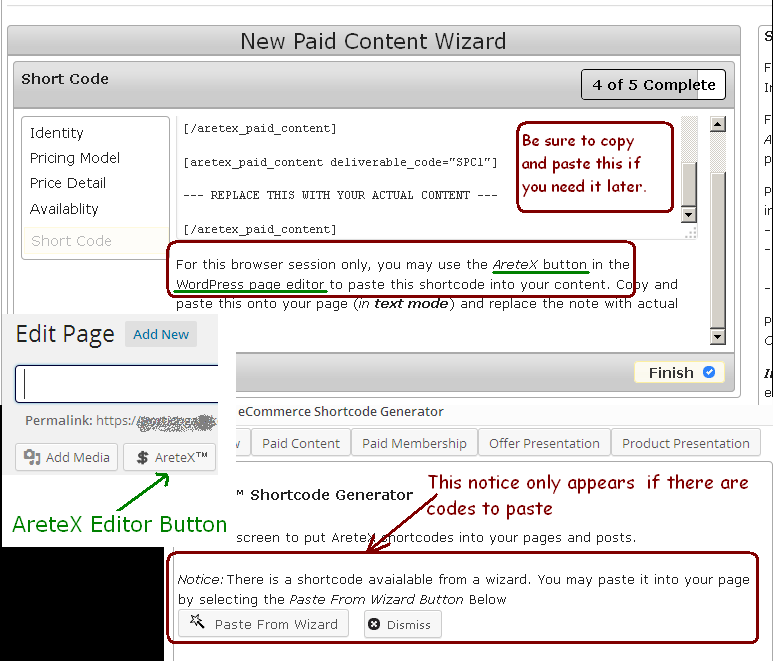 New Paid Content Wizard
Short Code
4 of 5 Complete
Identity
Pricing Model
Price Detail
Availablity
Short Code
[/aretex_paid_content]
[aretex_paid_content deliverable_code="SPC1"]
--- REPLACE THIS WITH YOUR ACTUAL CONTENT ---
[/aretex_paid_content]
Be sure to copy
and paste this if
you need it later.
For this browser session only, you may use the AreteX button in the
WordPress page editor to paste this shortcode into your content. Copy and
paste this onto your page (in text mode) and replace the note with actual
Finish
Edit Page
Add New
Permalink: https://
Add Media
$ AreteX™
AreteX Editor Button
eCommerce Shortcode Generator
Paid Content
Paid Membership
Offer Presentation
Product Presentation
™ Shortcode Generator
This notice only appears if there are
codes to paste
screen to put AreteX shortcodes into your pages and posts.
Notice: There is a shortcode avaialable from a wizard. You may paste it into your page
by selecting the Paste From Wizard Button Below
Paste From Wizard
Dismiss